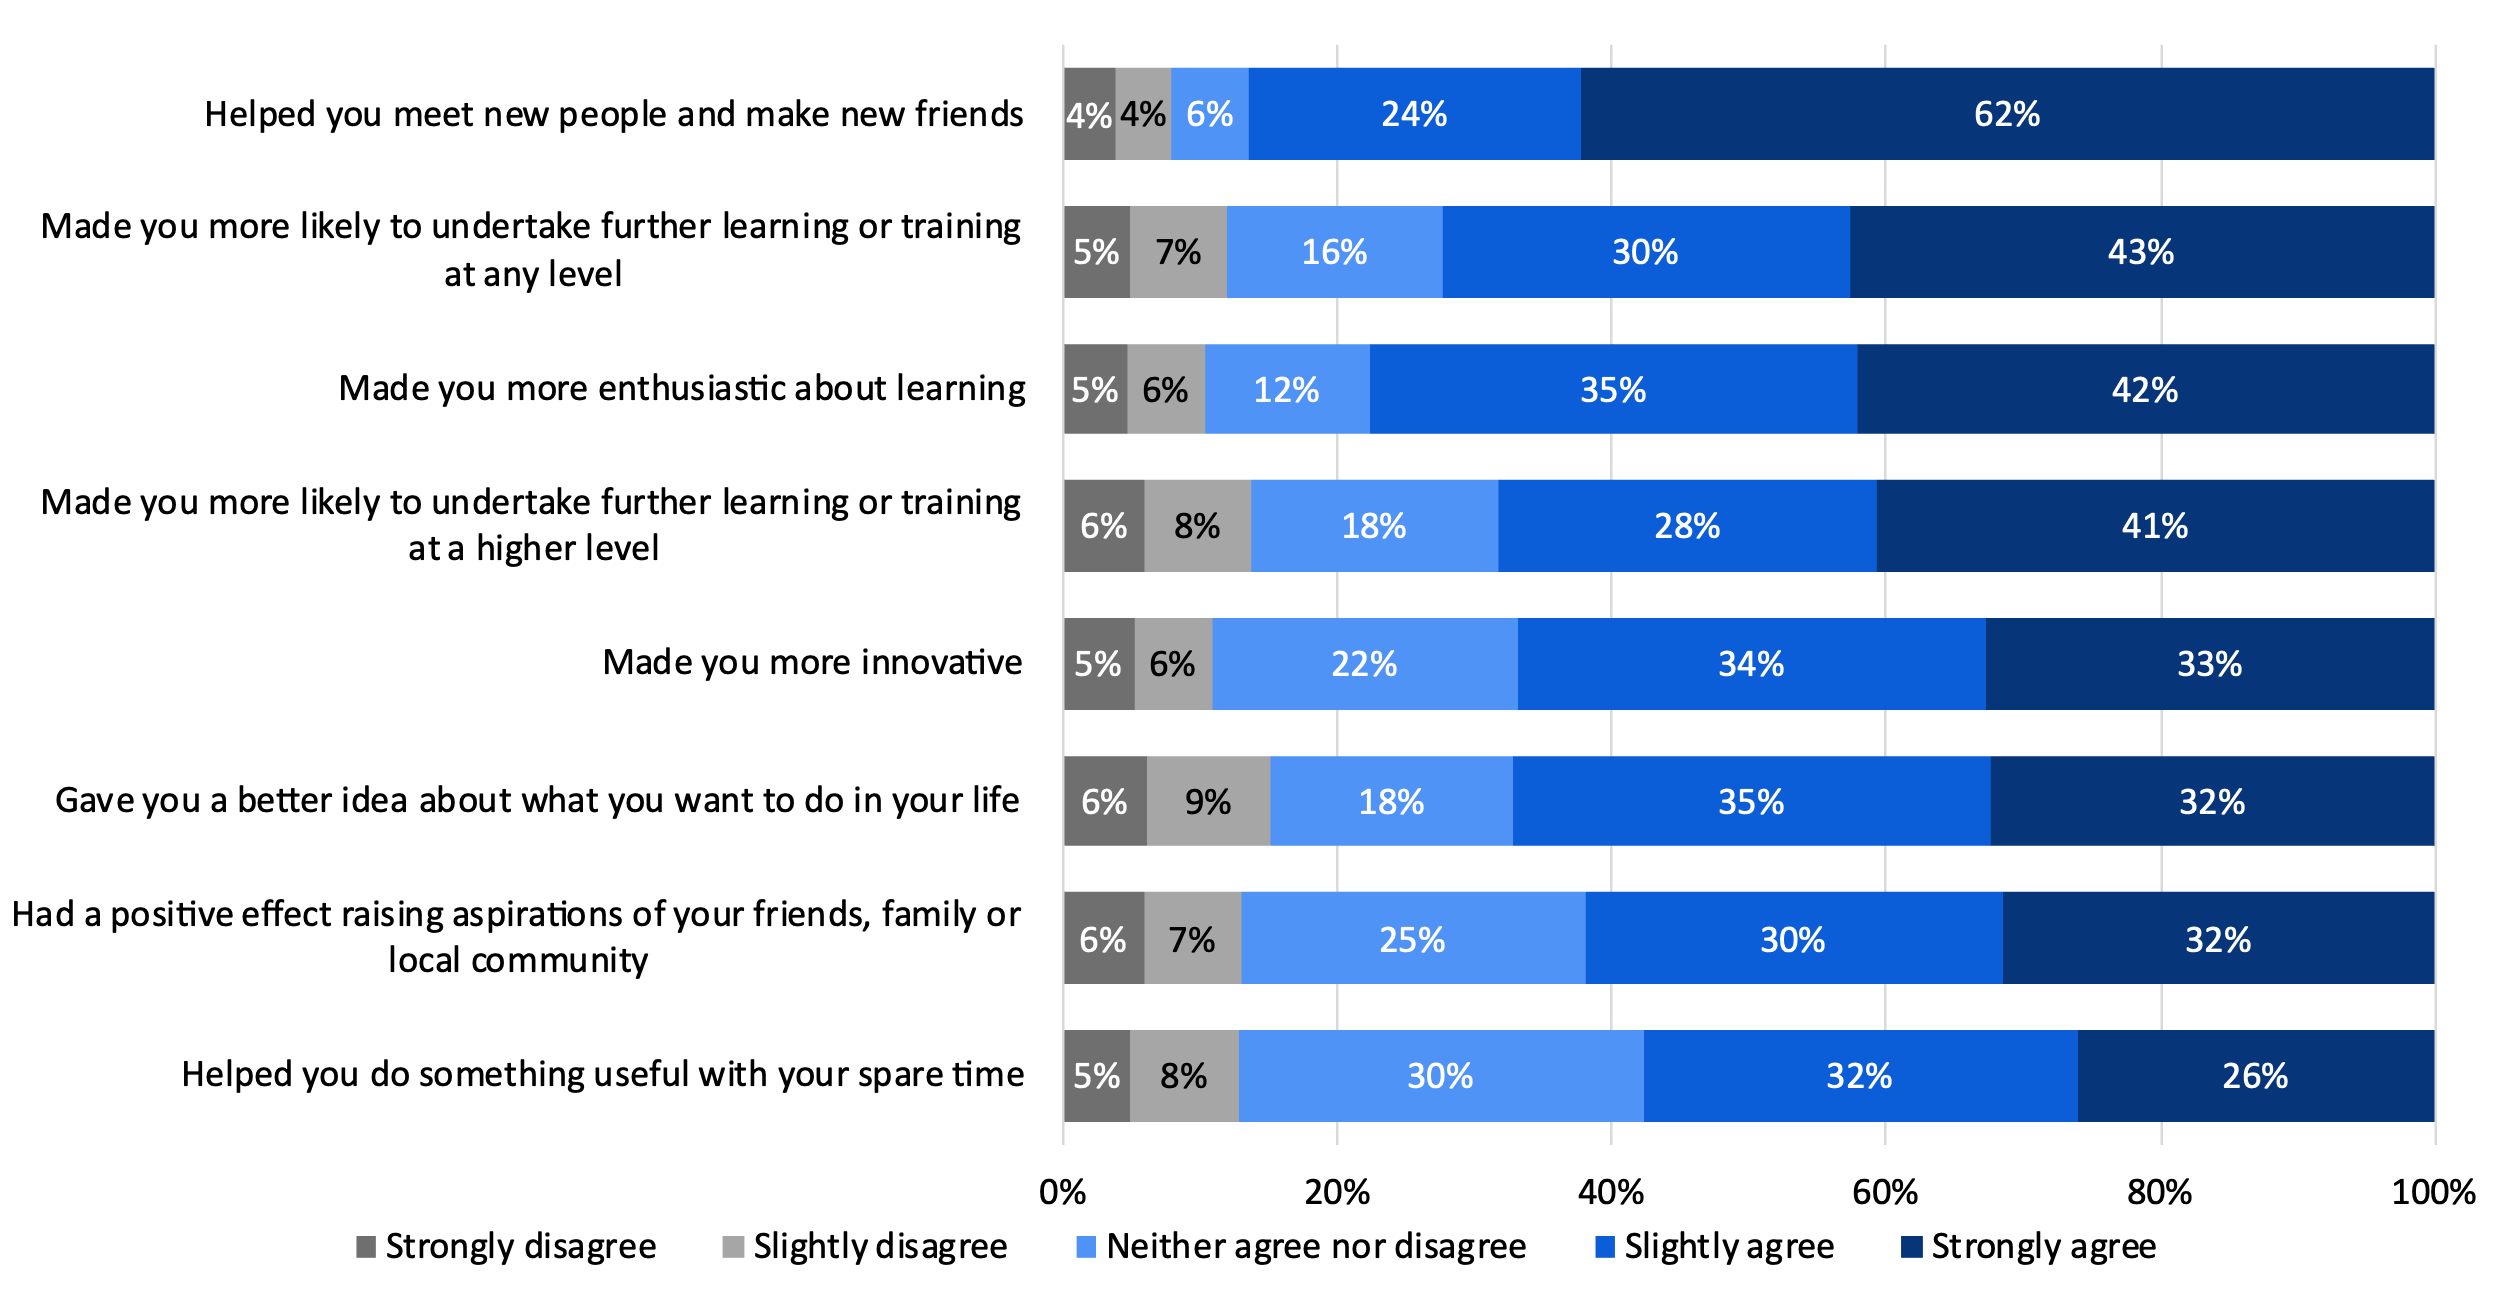 Helped you meet new people and make new friends
4% 4% 6% 24% 62%
Made you more likely to undertake further learning or training
at any level
5% 7% 16% 30% 43%
Made you more enthusiastic about learning
5% 6% 12% 35% 42%
Made you more likely to undertake further learning or training
at a higher level
6% 8% 18% 28% 41%
Made you more innovative
5% 6% 22% 34% 33%
Gave you a better idea about what you want to do in your life
6% 9% 18% 35% 32%
Had a positive effect raising aspirations of your friends, family or
local community
6% 7% 25% 30% 32%
Helped you do something useful with your spare time
5% 8% 30% 32% 26%
0% 20% 40% 60% 80% 100%
Strongly disagree Slightly disagree Neither agree nor disagree Slightly agree Strongly agree